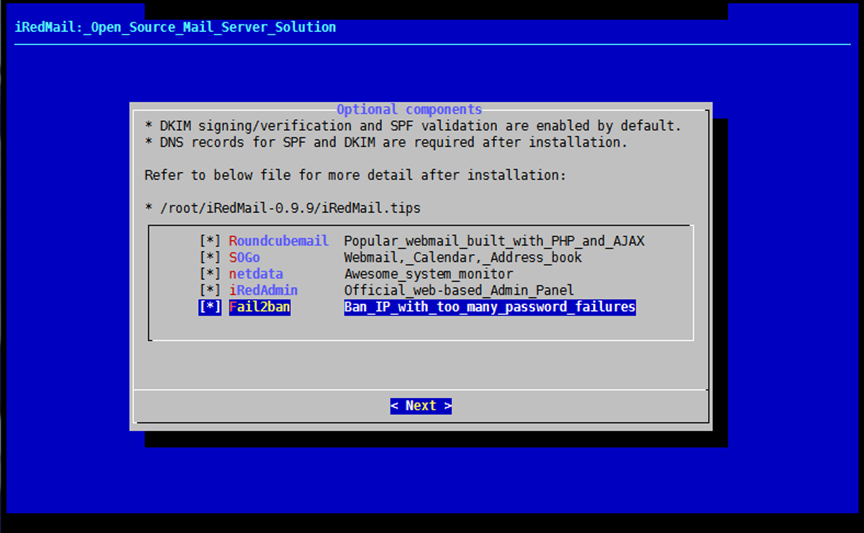 iRedMail:_Open_Source_Mail_Server_Solution
Optional components
* DKIM signing/verification and SPF validation are enabled by default.
* DNS records for SPF and DKIM are required after installation.
Refer to below file for more detail after installation:
* /root/iRedMail-0.9.9/iRedMail.tips
[*] Roundcubemail Popular_webmail_built_with_PHP_and_AJAX
[*] SOGo Webmail,_Calendar,_Address_book
[*] netdata Awesome_system_monitor
[*] iRedAdmin Official_web-based_Admin_Panel
[*] Fail2ban Ban_IP_with_too_many_password_failures
< Next >